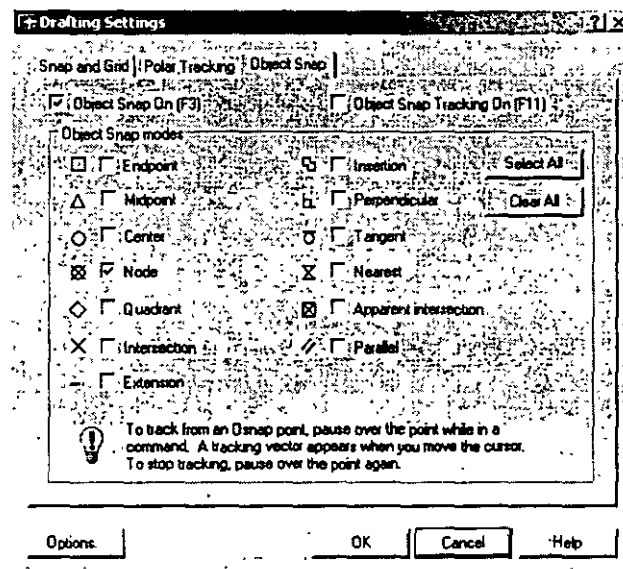 Drafting Settings
Snap and Grid Polar Tracking Object Snap
Object Snap On (F3) Object Snap Tracking On (F11)
Object Snap modes
Endpoint Insertion Select All
Midpoint Perpendicular Clear All
Center Tangent
Node Nearest
Quadrant Apparent intersection
Intersection Parallel
Extension
To track from an Osnap point, pause over the point while in a
command. A tracking vector appears when you move the cursor.
To stop tracking, pause over the point again.
Options. OK Cancel Help